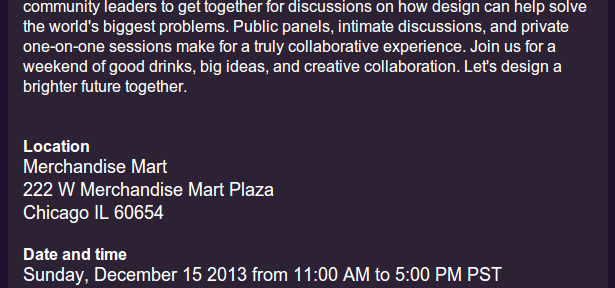 community leaders to get together for discussions on how design can help solve
the world's biggest problems. Public panels, intimate discussions, and private
one-on-one sessions make for a truly collaborative experience. Join us for a
weekend of good drinks, big ideas, and creative collaboration. Let's design a
brighter future together.
Location
Merchandise Mart
222 W Merchandise Mart Plaza
Chicago IL 60654
Date and time
Sunday, December 15 2013 from 11:00 AM to 5:00 PM PST